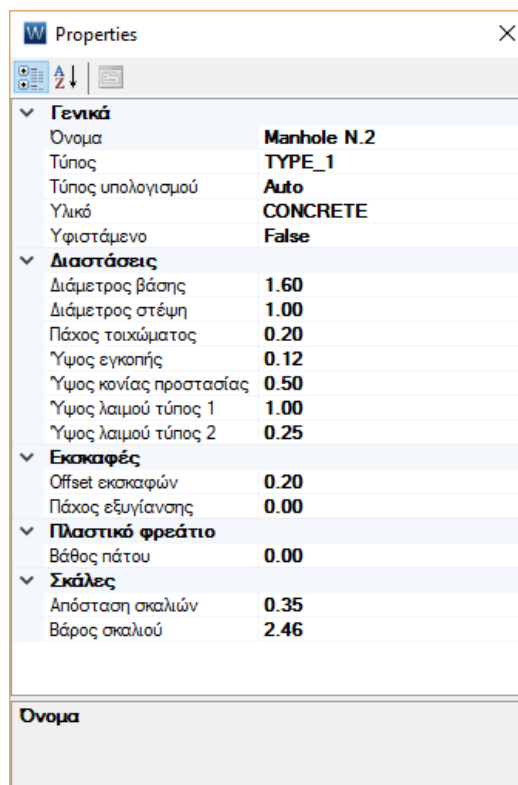 Properties
Γενικά
Όνομα Manhole N.2
Τύπος TYPE_1
Τύπος υπολογισμού Auto
Υλικό CONCRETE
Υφιστάμενο False
Διαστάσεις
Διάμετρος βάσης 1.60
Διάμετρος στέψη 1.00
Πάχος τοιχώματος 0.20
Ύψος εγκοπής 0.12
Ύψος κονίας προστασίας 0.50
Ύψος λαιμού τύπος 1 1.00
Ύψος λαιμού τύπος 2 0.25
Εκσκαφές
Offset εκσκαφών 0.20
Πάχος εξυγίανσης 0.00
Πλαστικό φρεάτιο
Βάθος πάτου 0.00
Σκάλες
Απόσταση σκαλιών 0.35
Βάρος σκαλιού 2.46
Όνομα